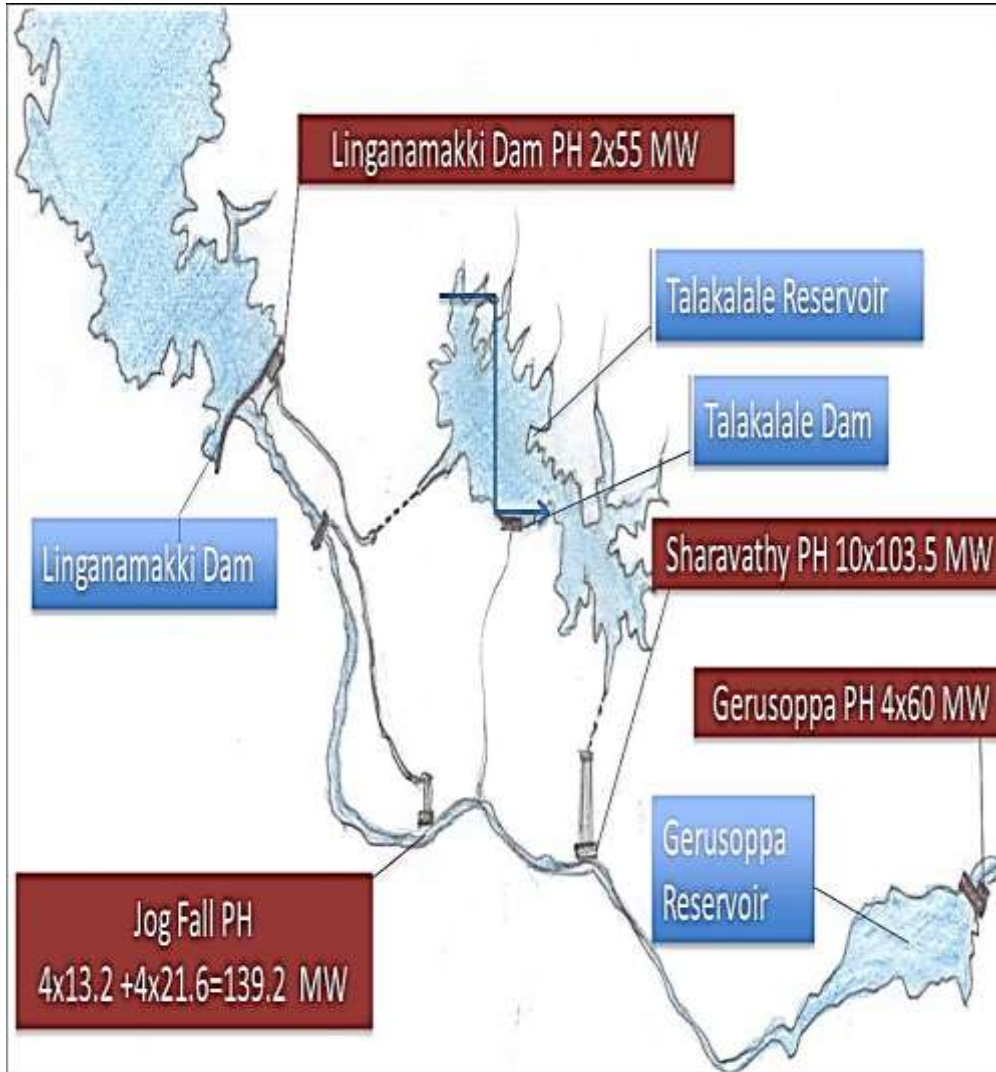 Linganamakki Dam PH 2x55 MW
Talakalale Reservoir
Talakalale Dam
Linganamakki Dam
Sharavathy PH 10x103.5 MW
Gerusoppa PH 4x60 MW
Gerusoppa
Reservoir
Jog Fall PH
4x13.2 +4x21.6=139.2 MW